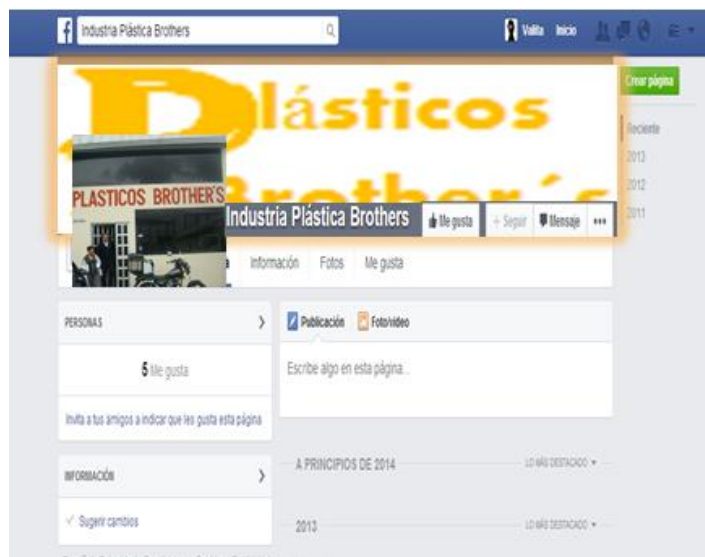 Industria Plástica Brothers
Valita Inicio
Crear página
Plásticos
Brother´s
PLASTICOS BROTHER'S
Industria Plástica Brothers
Me gusta
+ Seguir
Mensaje
Reciente
2013
2012
2011
Información Fotos Me gusta
PERSONAS
5 Me gusta
Invita a tus amigos a indicar que les gusta esta página
INFORMACIÓN
Sugerir cambios
Publicación Foto/vídeo
Escribe algo en esta página...
A PRINCIPIOS DE 2014 LO MÁS DESTACADO
2013 LO MÁS DESTACADO